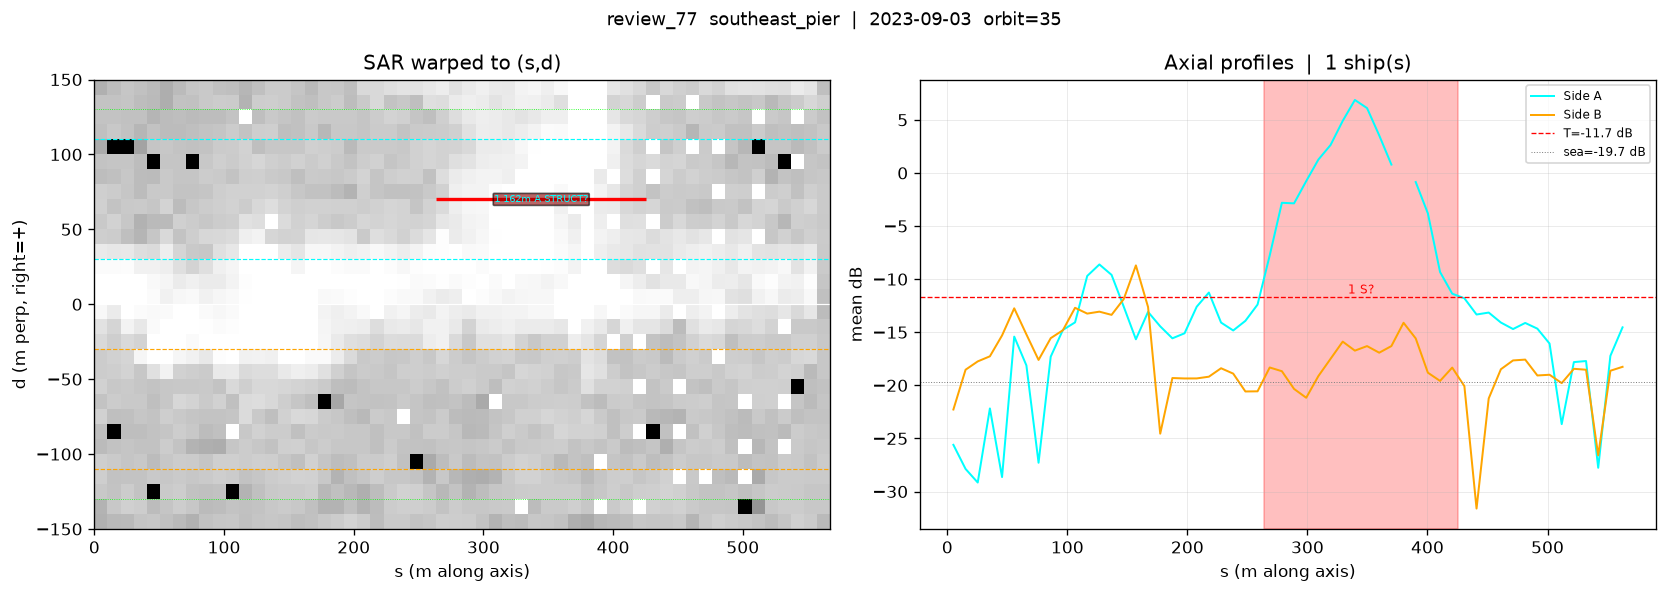 review_77 southeast_pier | 2023-09-03 orbit=35
SAR warped to (s,d)
150
100
50
0
−50
−100
−150
d (m perp, right=+)
0
100
200
300
400
500
s (m along axis)
1 162m A STRUCT?
Axial profiles | 1 ship(s)
5
0
−5
−10
−15
−20
−25
−30
mean dB
0
100
200
300
400
500
s (m along axis)
Side A
Side B
T=-11.7 dB
sea=-19.7 dB
1 S?